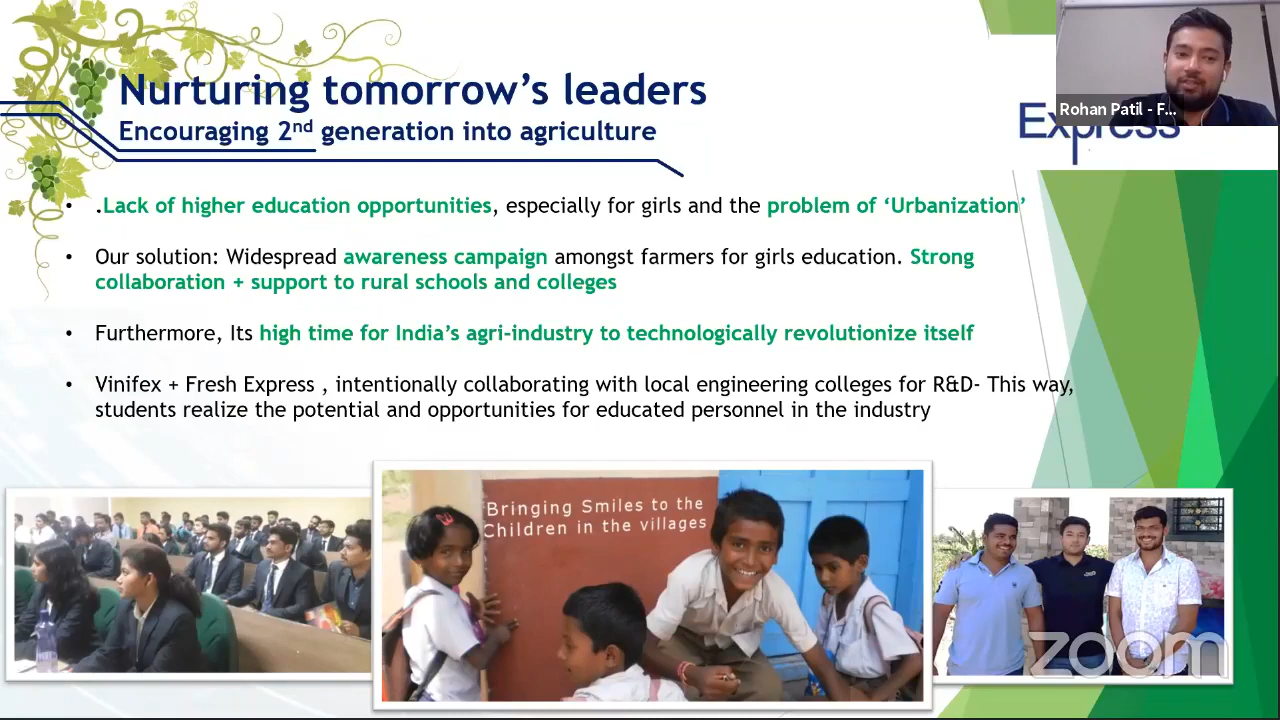 Nurturing tomorrow’s leaders
Encouraging 2nd generation into agriculture
Rohan Patil - F...
Express
• .Lack of higher education opportunities, especially for girls and the problem of ‘Urbanization’
• Our solution: Widespread awareness campaign amongst farmers for girls education. Strong
collaboration + support to rural schools and colleges
• Furthermore, Its high time for India’s agri-industry to technologically revolutionize itself
• Vinifex + Fresh Express , intentionally collaborating with local engineering colleges for R&D- This way,
students realize the potential and opportunities for educated personnel in the industry
Bringing Smiles to the
Children in the villages
zoom